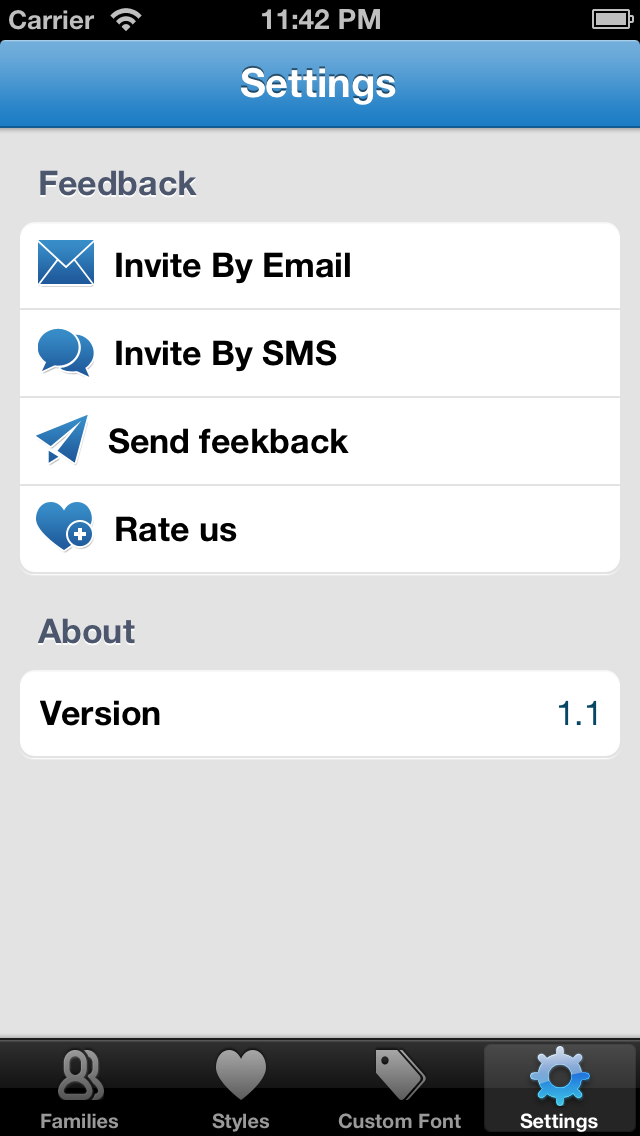 Carrier 11:42 PM
Settings
Feedback
Invite By Email
Invite By SMS
Send feekback
Rate us
About
Version 1.1
Families Styles Custom Font Settings